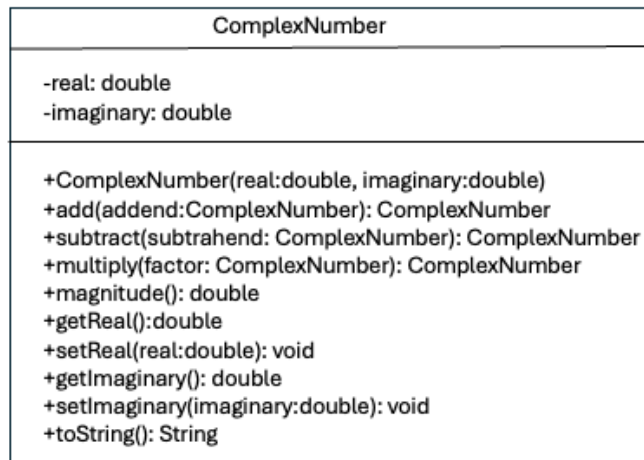 ComplexNumber
-real: double
-imaginary: double
+ComplexNumber(real:double, imaginary:double)
+add(addend:ComplexNumber): ComplexNumber
+subtract(subtrahend: ComplexNumber): ComplexNumber
+multiply(factor: ComplexNumber): ComplexNumber
+magnitude(): double
+getReal():double
+setReal(real:double): void
+getImaginary(): double
+setImaginary(imaginary:double): void
+toString(): String